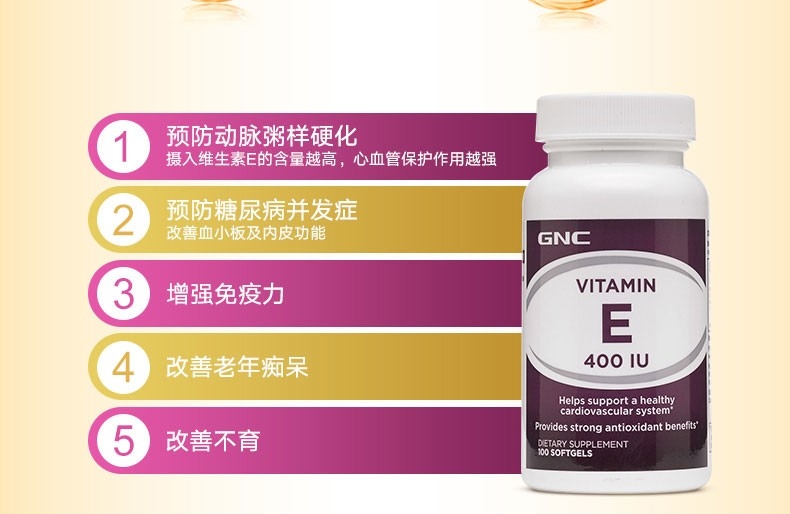 1
预防动脉粥样硬化
摄入维生素E的含量越高，心血管保护作用越强
2
预防糖尿病并发症
改善血小板及内皮功能
3
增强免疫力
4
改善老年痴呆
5
改善不育
GNC
VITAMIN
E
400 IU
Helps support a healthy
cardiovascular system*
Provides strong antioxidant benefits*
DIETARY SUPPLEMENT
100 SOFTGELS